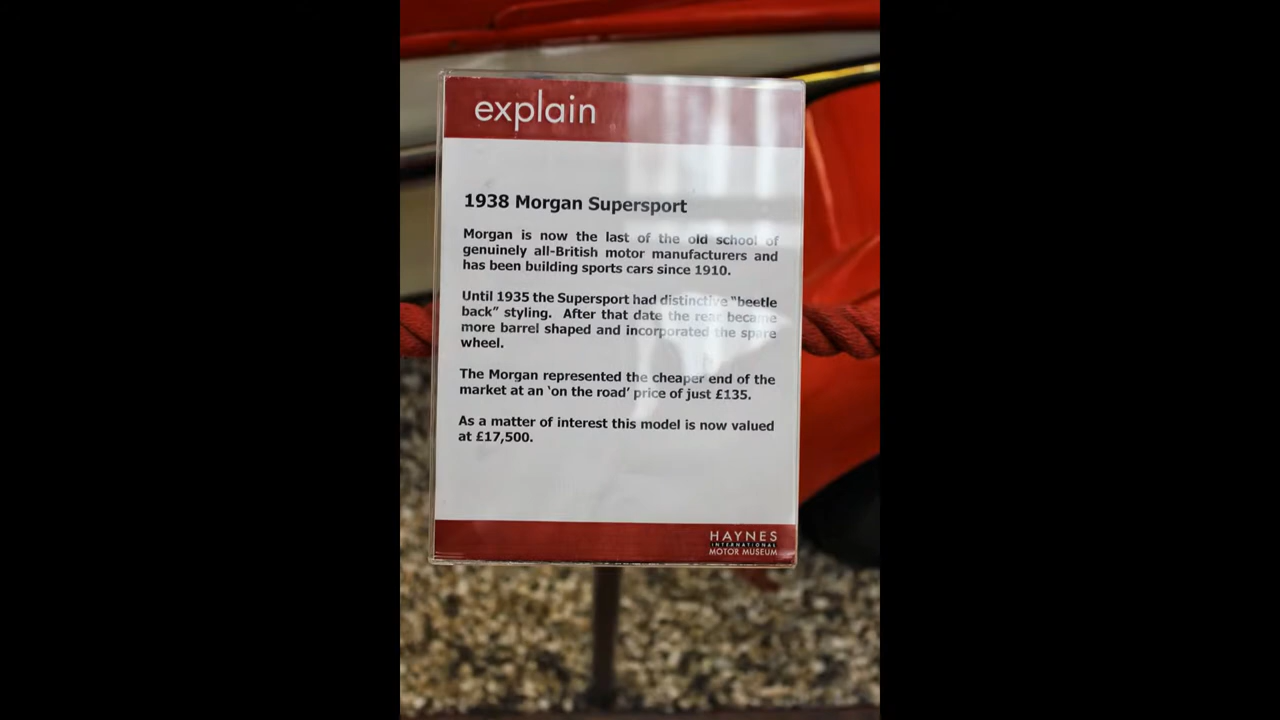 explain
1938 Morgan Supersport
Morgan is now the last of the old school of
genuinely all-British motor manufacturers and
has been building sports cars since 1910.
Until 1935 the Supersport had distinctive "beetle
back" styling.  After that date the rear became
more barrel shaped and incorporated the spare
wheel.
The Morgan represented the cheaper end of the
market at an ‘on the road’ price of just £135.
As a matter of interest this model is now valued
at £17,500.
HAYNES
INTERNATIONAL
MOTOR MUSEUM